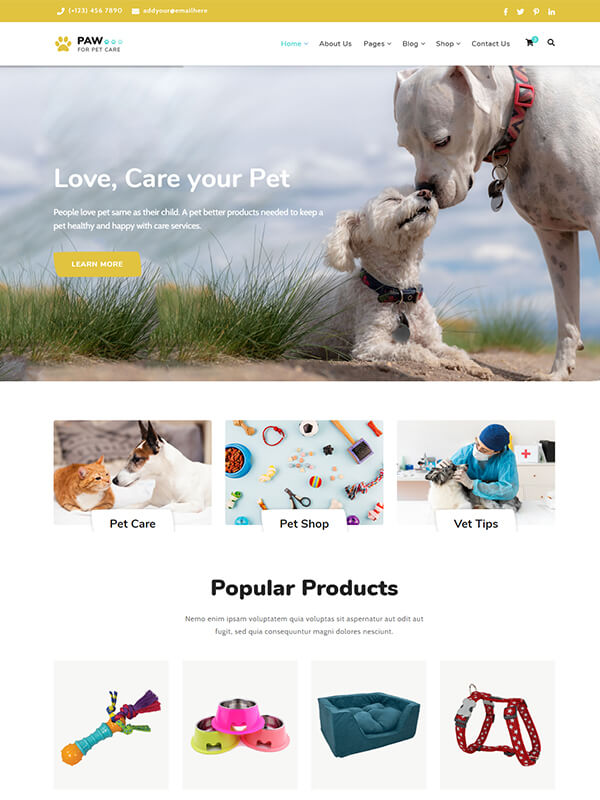 (+123) 456 7890 addyour@emailhere
PAW
FOR PET CARE
Home About Us Pages Blog Shop Contact Us
Love, Care your Pet
People love pet same as their child. A pet better products needed to keep a
pet healthy and happy with care services.
LEARN MORE
Pet Care Pet Shop Vet Tips
Popular Products
Nemo enim ipsam voluptatem quia voluptas sit aspernatur aut odit aut
fugit, sed quia consequuntur magni dolores nesciunt.